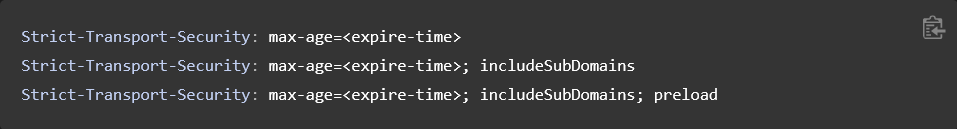 Strict-Transport-Security: max-age=<expire-time>
Strict-Transport-Security: max-age=<expire-time>; includeSubDomains
Strict-Transport-Security: max-age=<expire-time>; includeSubDomains; preload